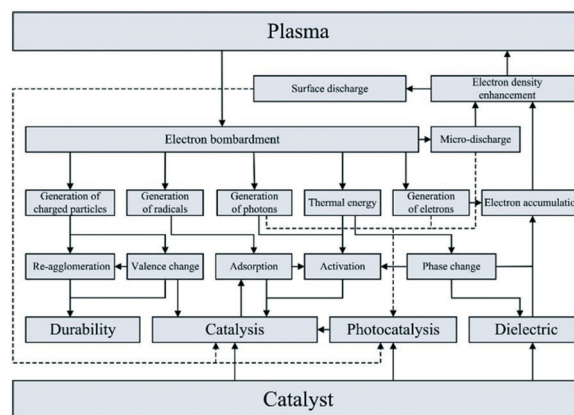 Plasma
Surface discharge
Electron density
enhancement
Electron bombardment
Micro-discharge
Generation of
charged particles
Generation
of radicals
Generation
of photons
Thermal energy
Generation
of eletrons
Electron accumulation
Re-agglomeration
Valence change
Adsorption
Activation
Phase change
Durability
Catalysis
Photocatalysis
Dielectric
Catalyst